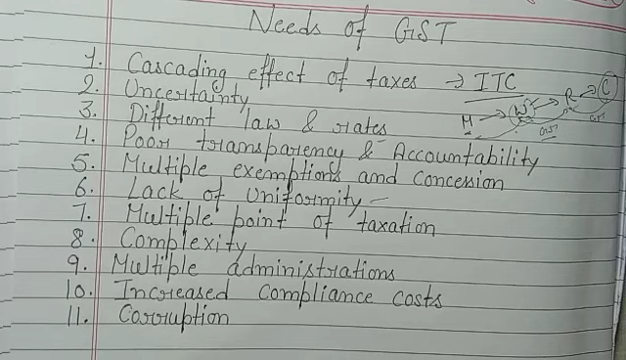 Needs of GST
1. Cascading effect of taxes → ITC
2. Uncertainty
M → W → R → C
3. Different law & rates
4. Poor transparency & Accountability
5. Multiple exemptions and concession
6. Lack of Uniformity –
7. Multiple point of taxation
8. Complexity
9. Multiple administrations
10. Increased compliance costs
11. Corruption